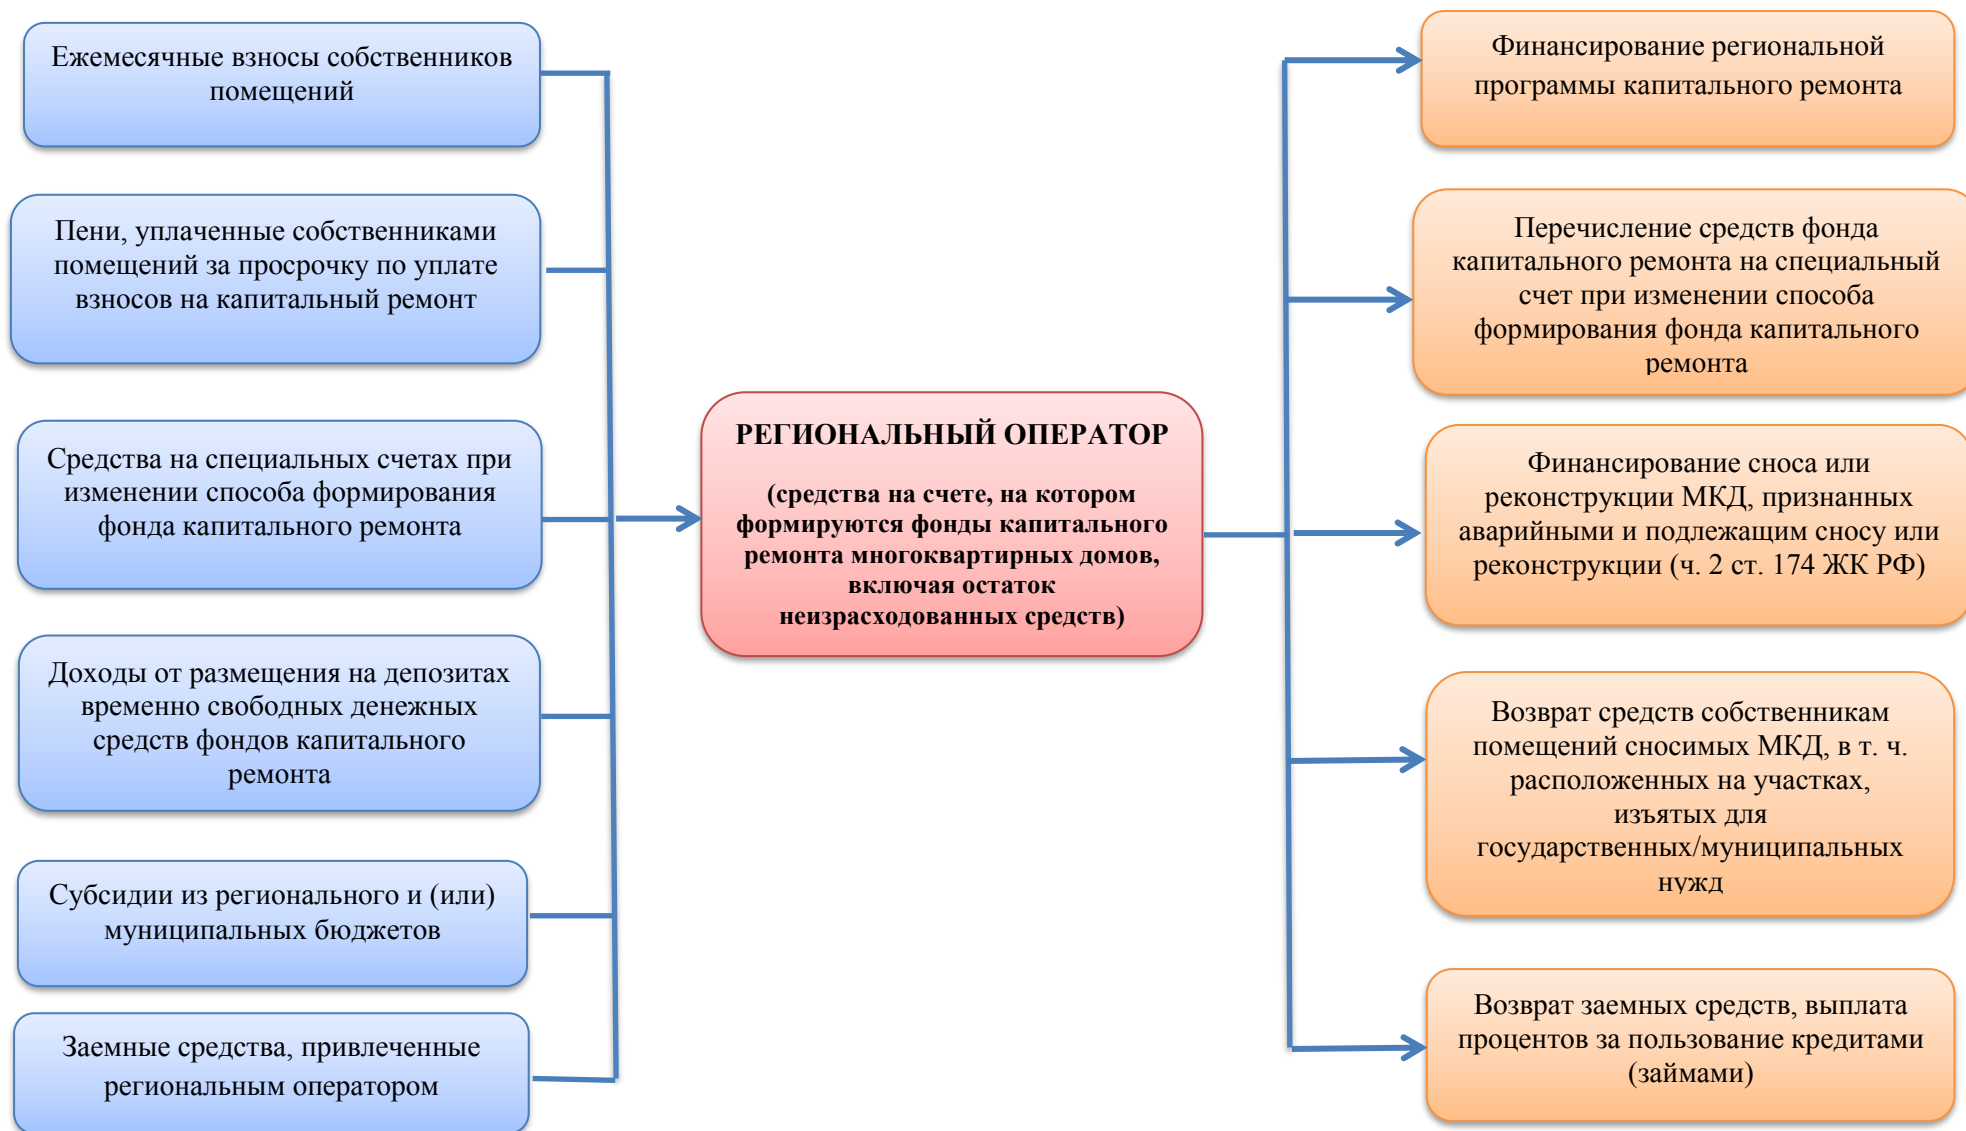 Ежемесячные взносы собственников
помещений
Пени, уплаченные собственниками
помещений за просрочку по уплате
взносов на капитальный ремонт
Средства на специальных счетах при
изменении способа формирования
фонда капитального ремонта
Доходы от размещения на депозитах
временно свободных денежных
средств фондов капитального
ремонта
Субсидии из регионального и (или)
муниципальных бюджетов
Заемные средства, привлеченные
региональным оператором
РЕГИОНАЛЬНЫЙ ОПЕРАТОР
(средства на счете, на котором
формируются фонды капитального
ремонта многоквартирных домов,
включая остаток
неизрасходованных средств)
Финансирование региональной
программы капитального ремонта
Перечисление средств фонда
капитального ремонта на специальный
счет при изменении способа
формирования фонда капитального
ремонта
Финансирование сноса или
реконструкции МКД, признанных
аварийными и подлежащим сносу или
реконструкции (ч. 2 ст. 174 ЖК РФ)
Возврат средств собственникам
помещений сносимых МКД, в т. ч.
расположенных на участках,
изъятых для
государственных/муниципальных
нужд
Возврат заемных средств, выплата
процентов за пользование кредитами
(займами)